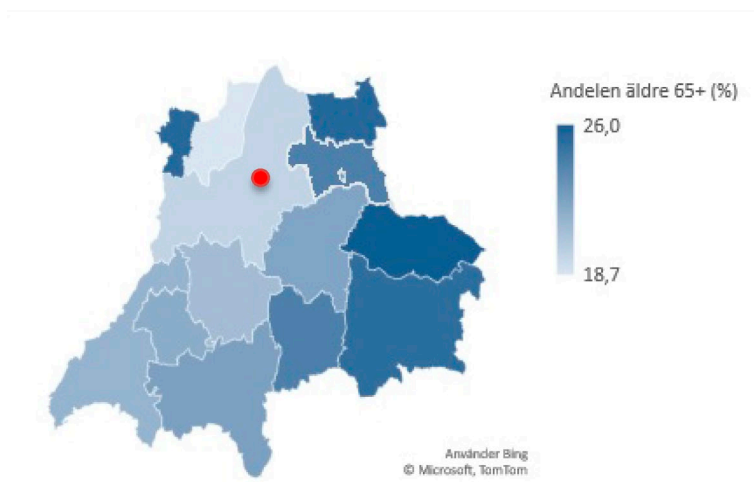 Andelen äldre 65+ (%)
26,0
18,7
Använder Bing
© Microsoft, TomTom